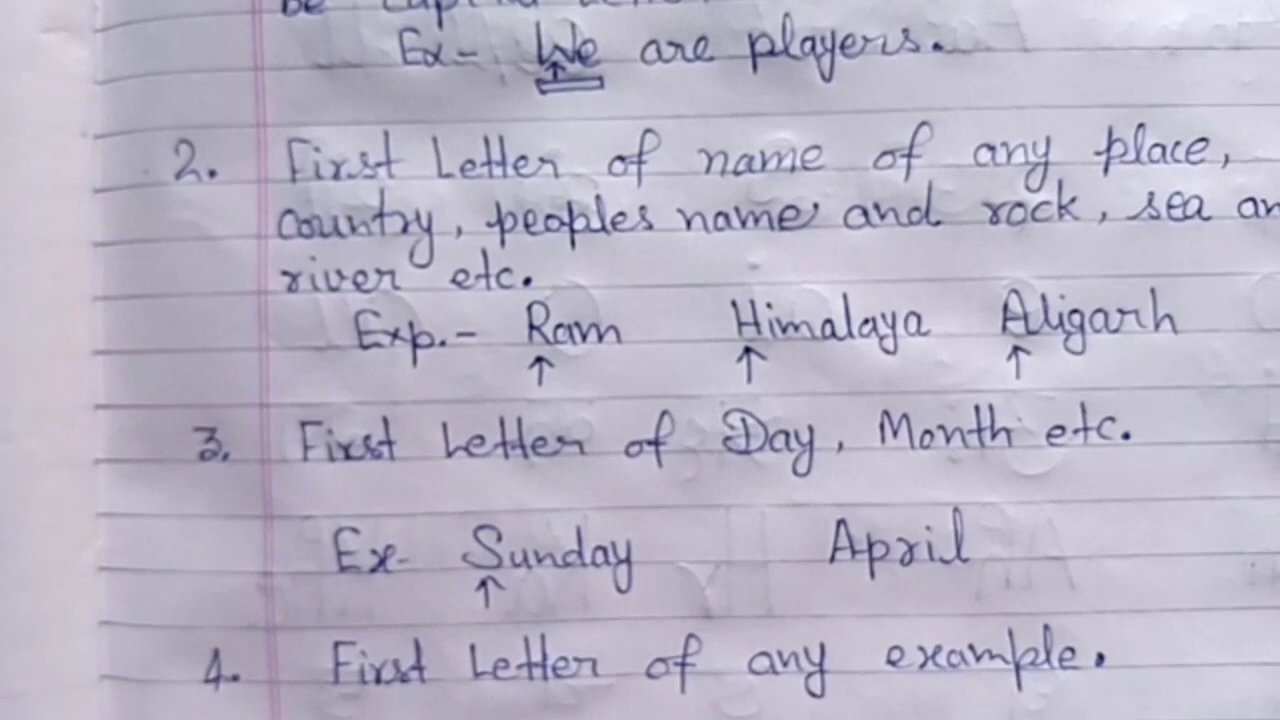 be capital
Ex- We are players.
2. First Letter of name of any place,
country, peoples name and rock, sea an
river etc.
Exp.- Ram Himalaya Aligarh
3. First Letter of Day, Month etc.
Ex- Sunday April
4. First Letter of any example.